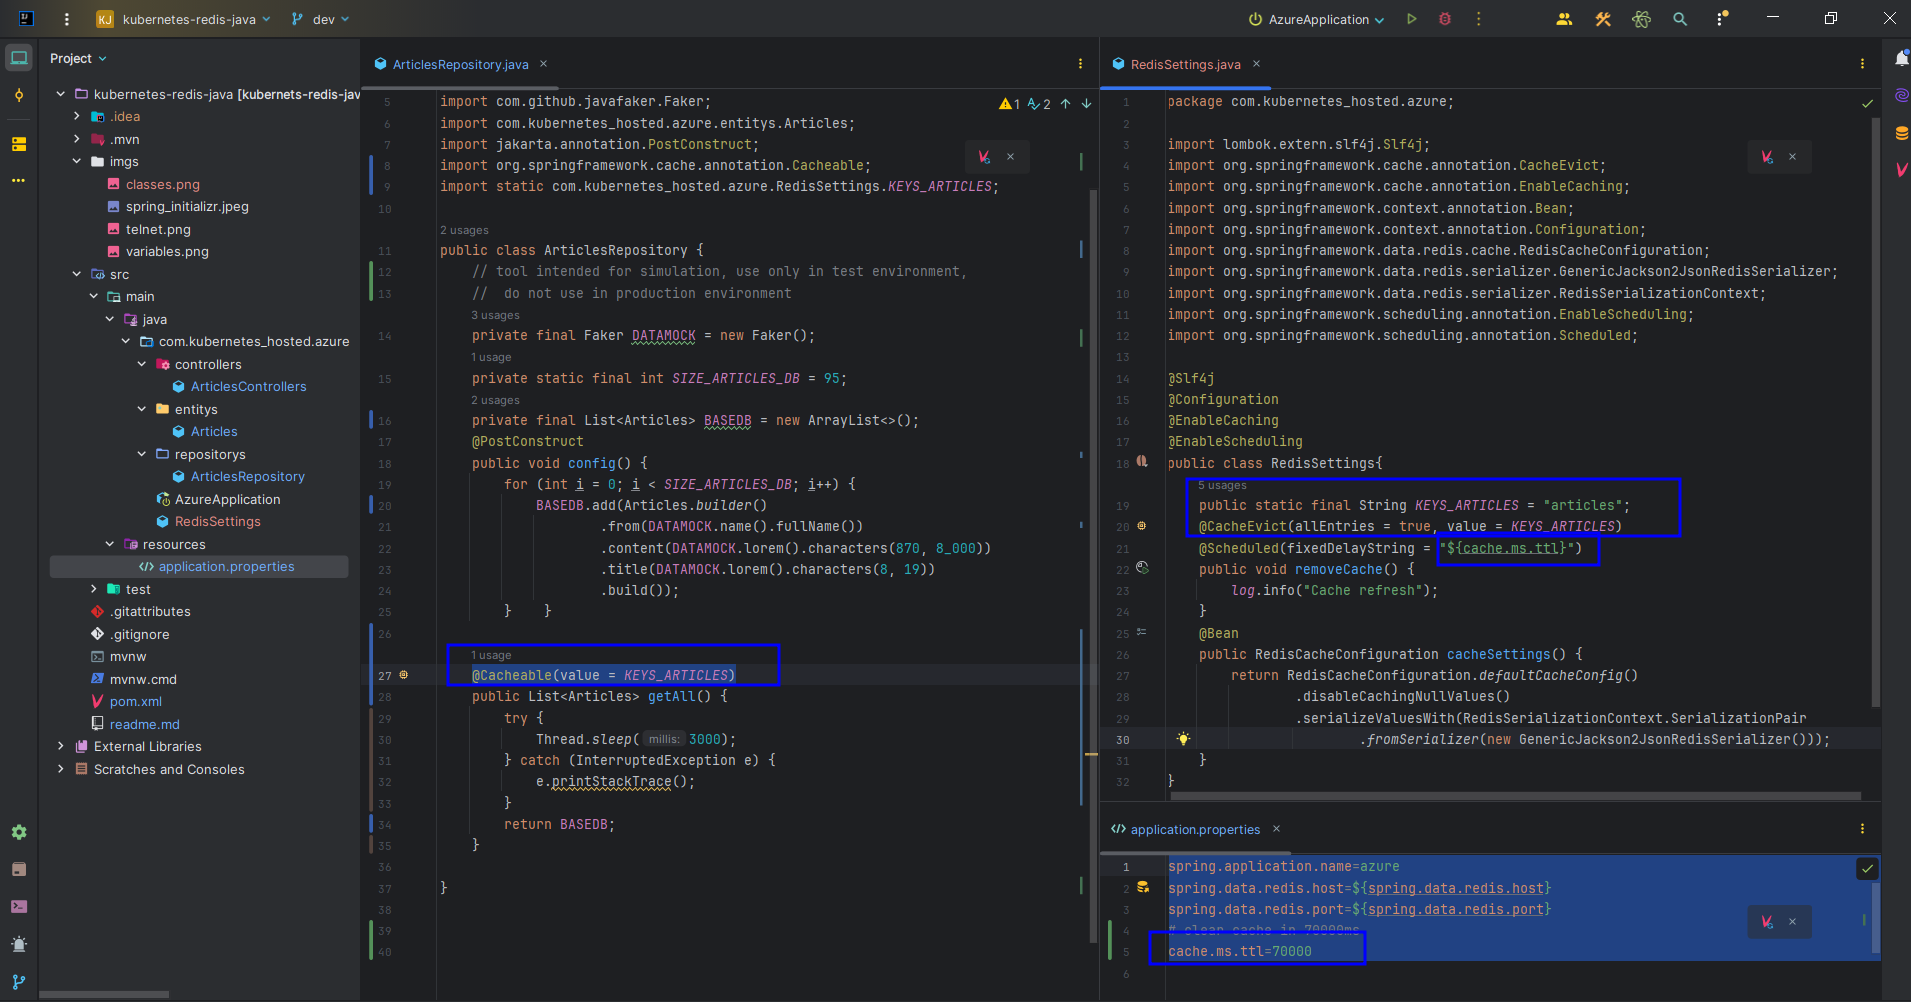 KJ kubernetes-redis-java dev AzureApplication
Project
kubernetes-redis-java [kubernets-redis-jav
.idea
.mvn
imgs
classes.png
spring_initializr.jpeg
telnet.png
variables.png
src
main
java
com.kubernetes_hosted.azure
controllers
ArticlesControllers
entitys
Articles
repositorys
ArticlesRepository
AzureApplication
RedisSettings
resources
application.properties
test
.gitattributes
.gitignore
mvnw
mvnw.cmd
pom.xml
readme.md
External Libraries
Scratches and Consoles
ArticlesRepository.java
1 2
5 import com.github.javafaker.Faker;
6 import com.kubernetes_hosted.azure.entitys.Articles;
7 import jakarta.annotation.PostConstruct;
8 import org.springframework.cache.annotation.Cacheable;
9 import static com.kubernetes_hosted.azure.RedisSettings.KEYS_ARTICLES;
10
2 usages
11 public class ArticlesRepository {
12 // tool intended for simulation, use only in test environment,
13 //  do not use in production environment
3 usages
14 private final Faker DATAMOCK = new Faker();
1 usage
15 private static final int SIZE_ARTICLES_DB = 95;
2 usages
16 private final List<Articles> BASEDB = new ArrayList<>();
17 @PostConstruct
18 public void config() {
19 for (int i = 0; i < SIZE_ARTICLES_DB; i++) {
20 BASEDB.add(Articles.builder()
21 .from(DATAMOCK.name().fullName())
22 .content(DATAMOCK.lorem().characters(870, 8_000))
23 .title(DATAMOCK.lorem().characters(8, 19))
24 .build());
25 }    }
26
1 usage
27 @Cacheable(value = KEYS_ARTICLES)
28 public List<Articles> getAll() {
29 try {
30 Thread.sleep( millis: 3000);
31 } catch (InterruptedException e) {
32 e.printStackTrace();
33 }
34 return BASEDB;
35 }
36
37 }
38
39
40
RedisSettings.java
1 package com.kubernetes_hosted.azure;
2
3 import lombok.extern.slf4j.Slf4j;
4 import org.springframework.cache.annotation.CacheEvict;
5 import org.springframework.cache.annotation.EnableCaching;
6 import org.springframework.context.annotation.Bean;
7 import org.springframework.context.annotation.Configuration;
8 import org.springframework.data.redis.cache.RedisCacheConfiguration;
9 import org.springframework.data.redis.serializer.GenericJackson2JsonRedisSerializer;
10 import org.springframework.data.redis.serializer.RedisSerializationContext;
11 import org.springframework.scheduling.annotation.EnableScheduling;
12 import org.springframework.scheduling.annotation.Scheduled;
13
14 @Slf4j
15 @Configuration
16 @EnableCaching
17 @EnableScheduling
18 public class RedisSettings{
5 usages
19 public static final String KEYS_ARTICLES = "articles";
20 @CacheEvict(allEntries = true, value = KEYS_ARTICLES)
21 @Scheduled(fixedDelayString = "${cache.ms.ttl}")
22 public void removeCache() {
23 log.info("Cache refresh");
24 }
25 @Bean
26 public RedisCacheConfiguration cacheSettings() {
27 return RedisCacheConfiguration.defaultCacheConfig()
28 .disableCachingNullValues()
29 .serializeValuesWith(RedisSerializationContext.SerializationPair
30 .fromSerializer(new GenericJackson2JsonRedisSerializer()));
31 }
32 }
application.properties
1 spring.application.name=azure
2 spring.data.redis.host=${spring.data.redis.host}
3 spring.data.redis.port=${spring.data.redis.port}
4 # clear cache in 70000ms
5 cache.ms.ttl=70000
6